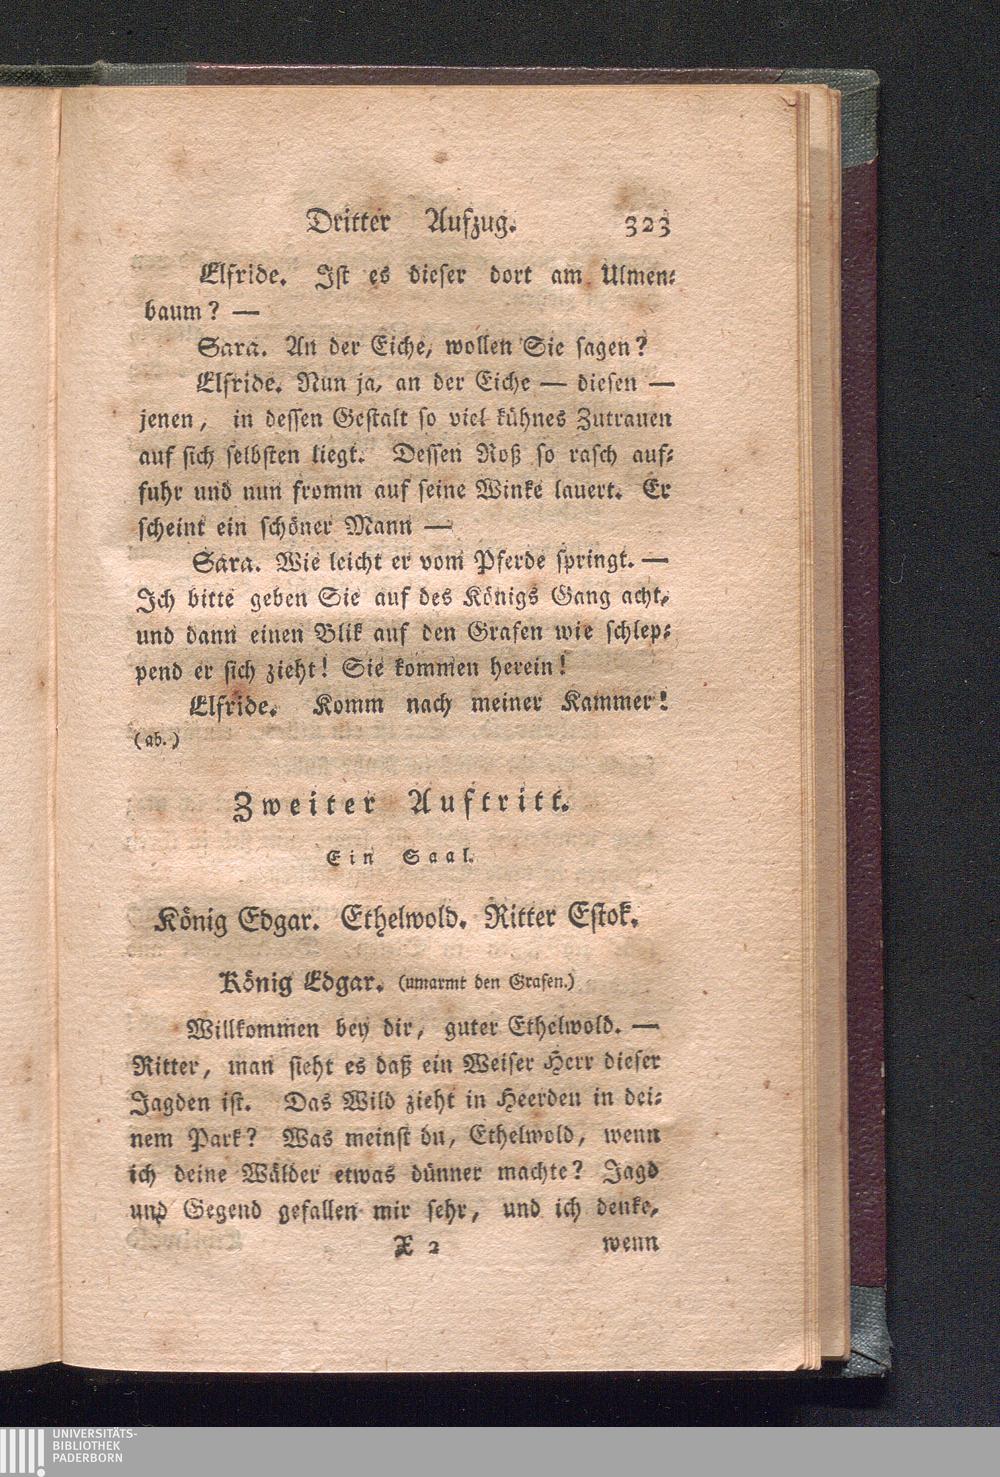 Dritter Aufzug. 323
Elfride. Ist es dieser dort am Ulmen-
baum? —
Sara. An der Eiche, wollen Sie sagen?
Elfride. Nun ja, an der Eiche — diesen —
jenen, in dessen Gestalt so viel kühnes Zutrauen
auf sich selbsten liegt. Dessen Roß so rasch auf-
fuhr und nun fromm auf seine Winke lauert. Er
scheint ein schöner Mann —
Sara. Wie leicht er vom Pferde springt. —
Ich bitte geben Sie auf des Königs Gang acht,
und dann einen Blik auf den Grafen wie schlep-
pend er sich zieht! Sie kommen herein!
Elfride. Komm nach meiner Kammer!
(ab.)
Zweiter Auftritt.
Ein Saal.
König Edgar. Ethelwold. Ritter Estok.
König Edgar. (umarmt den Grafen.)
Willkommen bey dir, guter Ethelwold. —
Ritter, man sieht es daß ein Weiser Herr dieser
Jagden ist. Das Wild zieht in Heerden in dei-
nem Park? Was meinst du, Ethelwold, wenn
ich deine Wälder etwas dünner machte? Jagd
und Gegend gefallen mir sehr, und ich denke,
X 2 wenn
UNIVERSITÄTS-
BIBLIOTHEK
PADERBORN